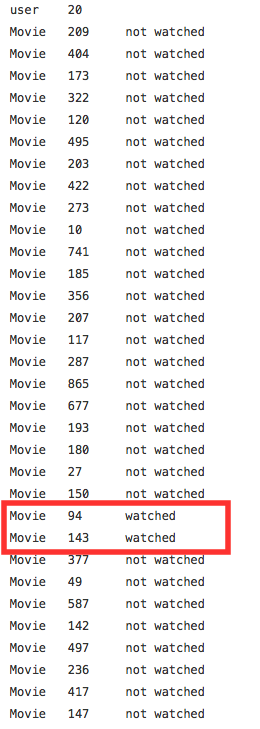 user 20
Movie 209 not watched
Movie 404 not watched
Movie 173 not watched
Movie 322 not watched
Movie 120 not watched
Movie 495 not watched
Movie 203 not watched
Movie 422 not watched
Movie 273 not watched
Movie 10 not watched
Movie 741 not watched
Movie 185 not watched
Movie 356 not watched
Movie 207 not watched
Movie 117 not watched
Movie 287 not watched
Movie 865 not watched
Movie 677 not watched
Movie 193 not watched
Movie 180 not watched
Movie 27 not watched
Movie 150 not watched
Movie 94 watched
Movie 143 watched
Movie 377 not watched
Movie 49 not watched
Movie 587 not watched
Movie 142 not watched
Movie 497 not watched
Movie 236 not watched
Movie 417 not watched
Movie 147 not watched